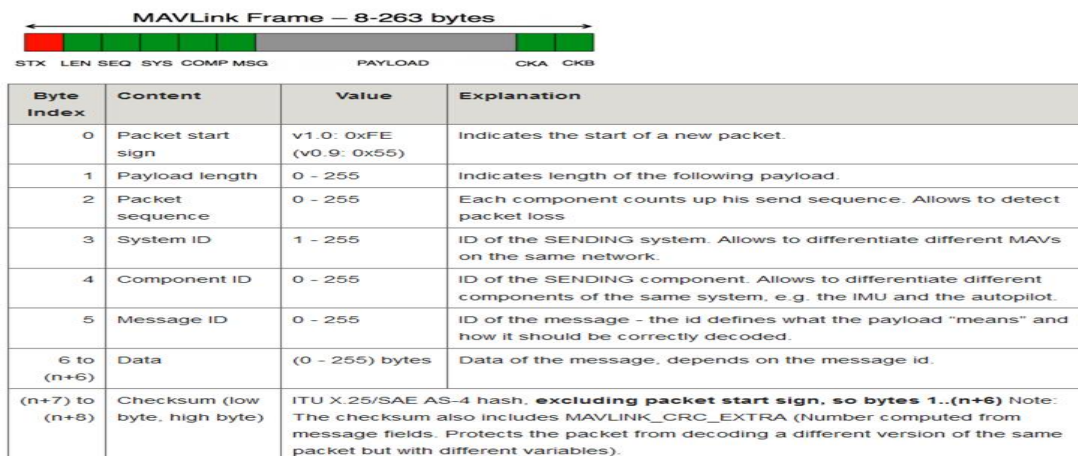 MAVLink Frame – 8-263 bytes
STX LEN SEQ SYS COMP MSG PAYLOAD CKA CKB
Byte Index Content Value Explanation
0 Packet start sign v1.0: 0xFE (v0.9: 0x55) Indicates the start of a new packet.
1 Payload length 0 - 255 Indicates length of the following payload.
2 Packet sequence 0 - 255 Each component counts up his send sequence. Allows to detect packet loss
3 System ID 1 - 255 ID of the SENDING system. Allows to differentiate different MAVs on the same network.
4 Component ID 0 - 255 ID of the SENDING component. Allows to differentiate different components of the same system, e.g. the IMU and the autopilot.
5 Message ID 0 - 255 ID of the message - the id defines what the payload "means" and how it should be correctly decoded.
6 to (n+6) Data (0 - 255) bytes Data of the message, depends on the message id.
(n+7) to (n+8) Checksum (low byte, high byte) ITU X.25/SAE AS-4 hash, excluding packet start sign, so bytes 1..(n+6) Note: The checksum also includes MAVLINK_CRC_EXTRA (Number computed from message fields. Protects the packet from decoding a different version of the same packet but with different variables).